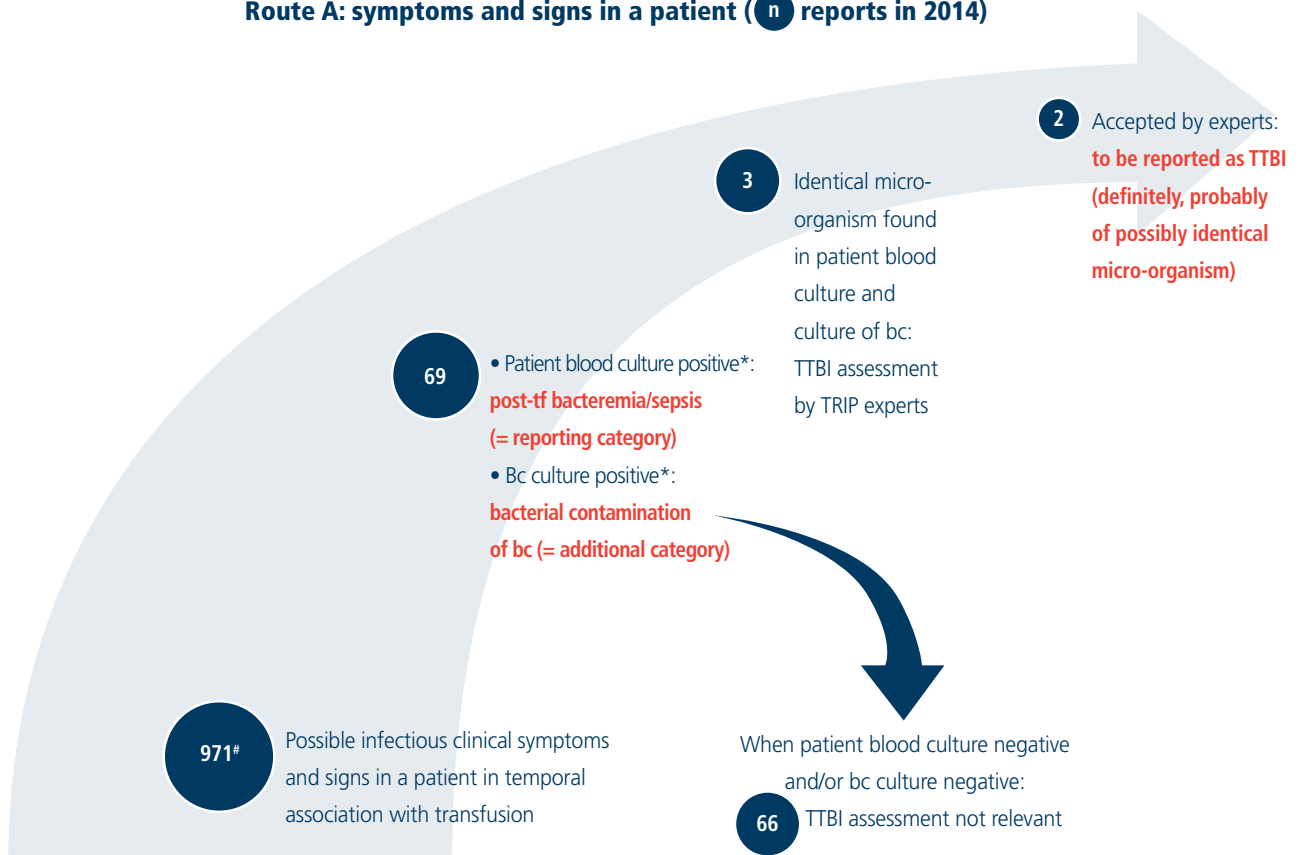 Route A: symptoms and signs in a patient (n reports in 2014)
2
Accepted by experts:
to be reported as TTBI
(definitely, probably
of possibly identical
micro-organism)
3
Identical micro-
organism found
in patient blood
culture and
culture of bc:
TTBI assessment
by TRIP experts
69
• Patient blood culture positive*:
post-tf bacteremia/sepsis
(= reporting category)
• Bc culture positive*:
bacterial contamination
of bc (= additional category)
971#
Possible infectious clinical symptoms
and signs in a patient in temporal
association with transfusion
When patient blood culture negative
and/or bc culture negative:
66 TTBI assessment not relevant